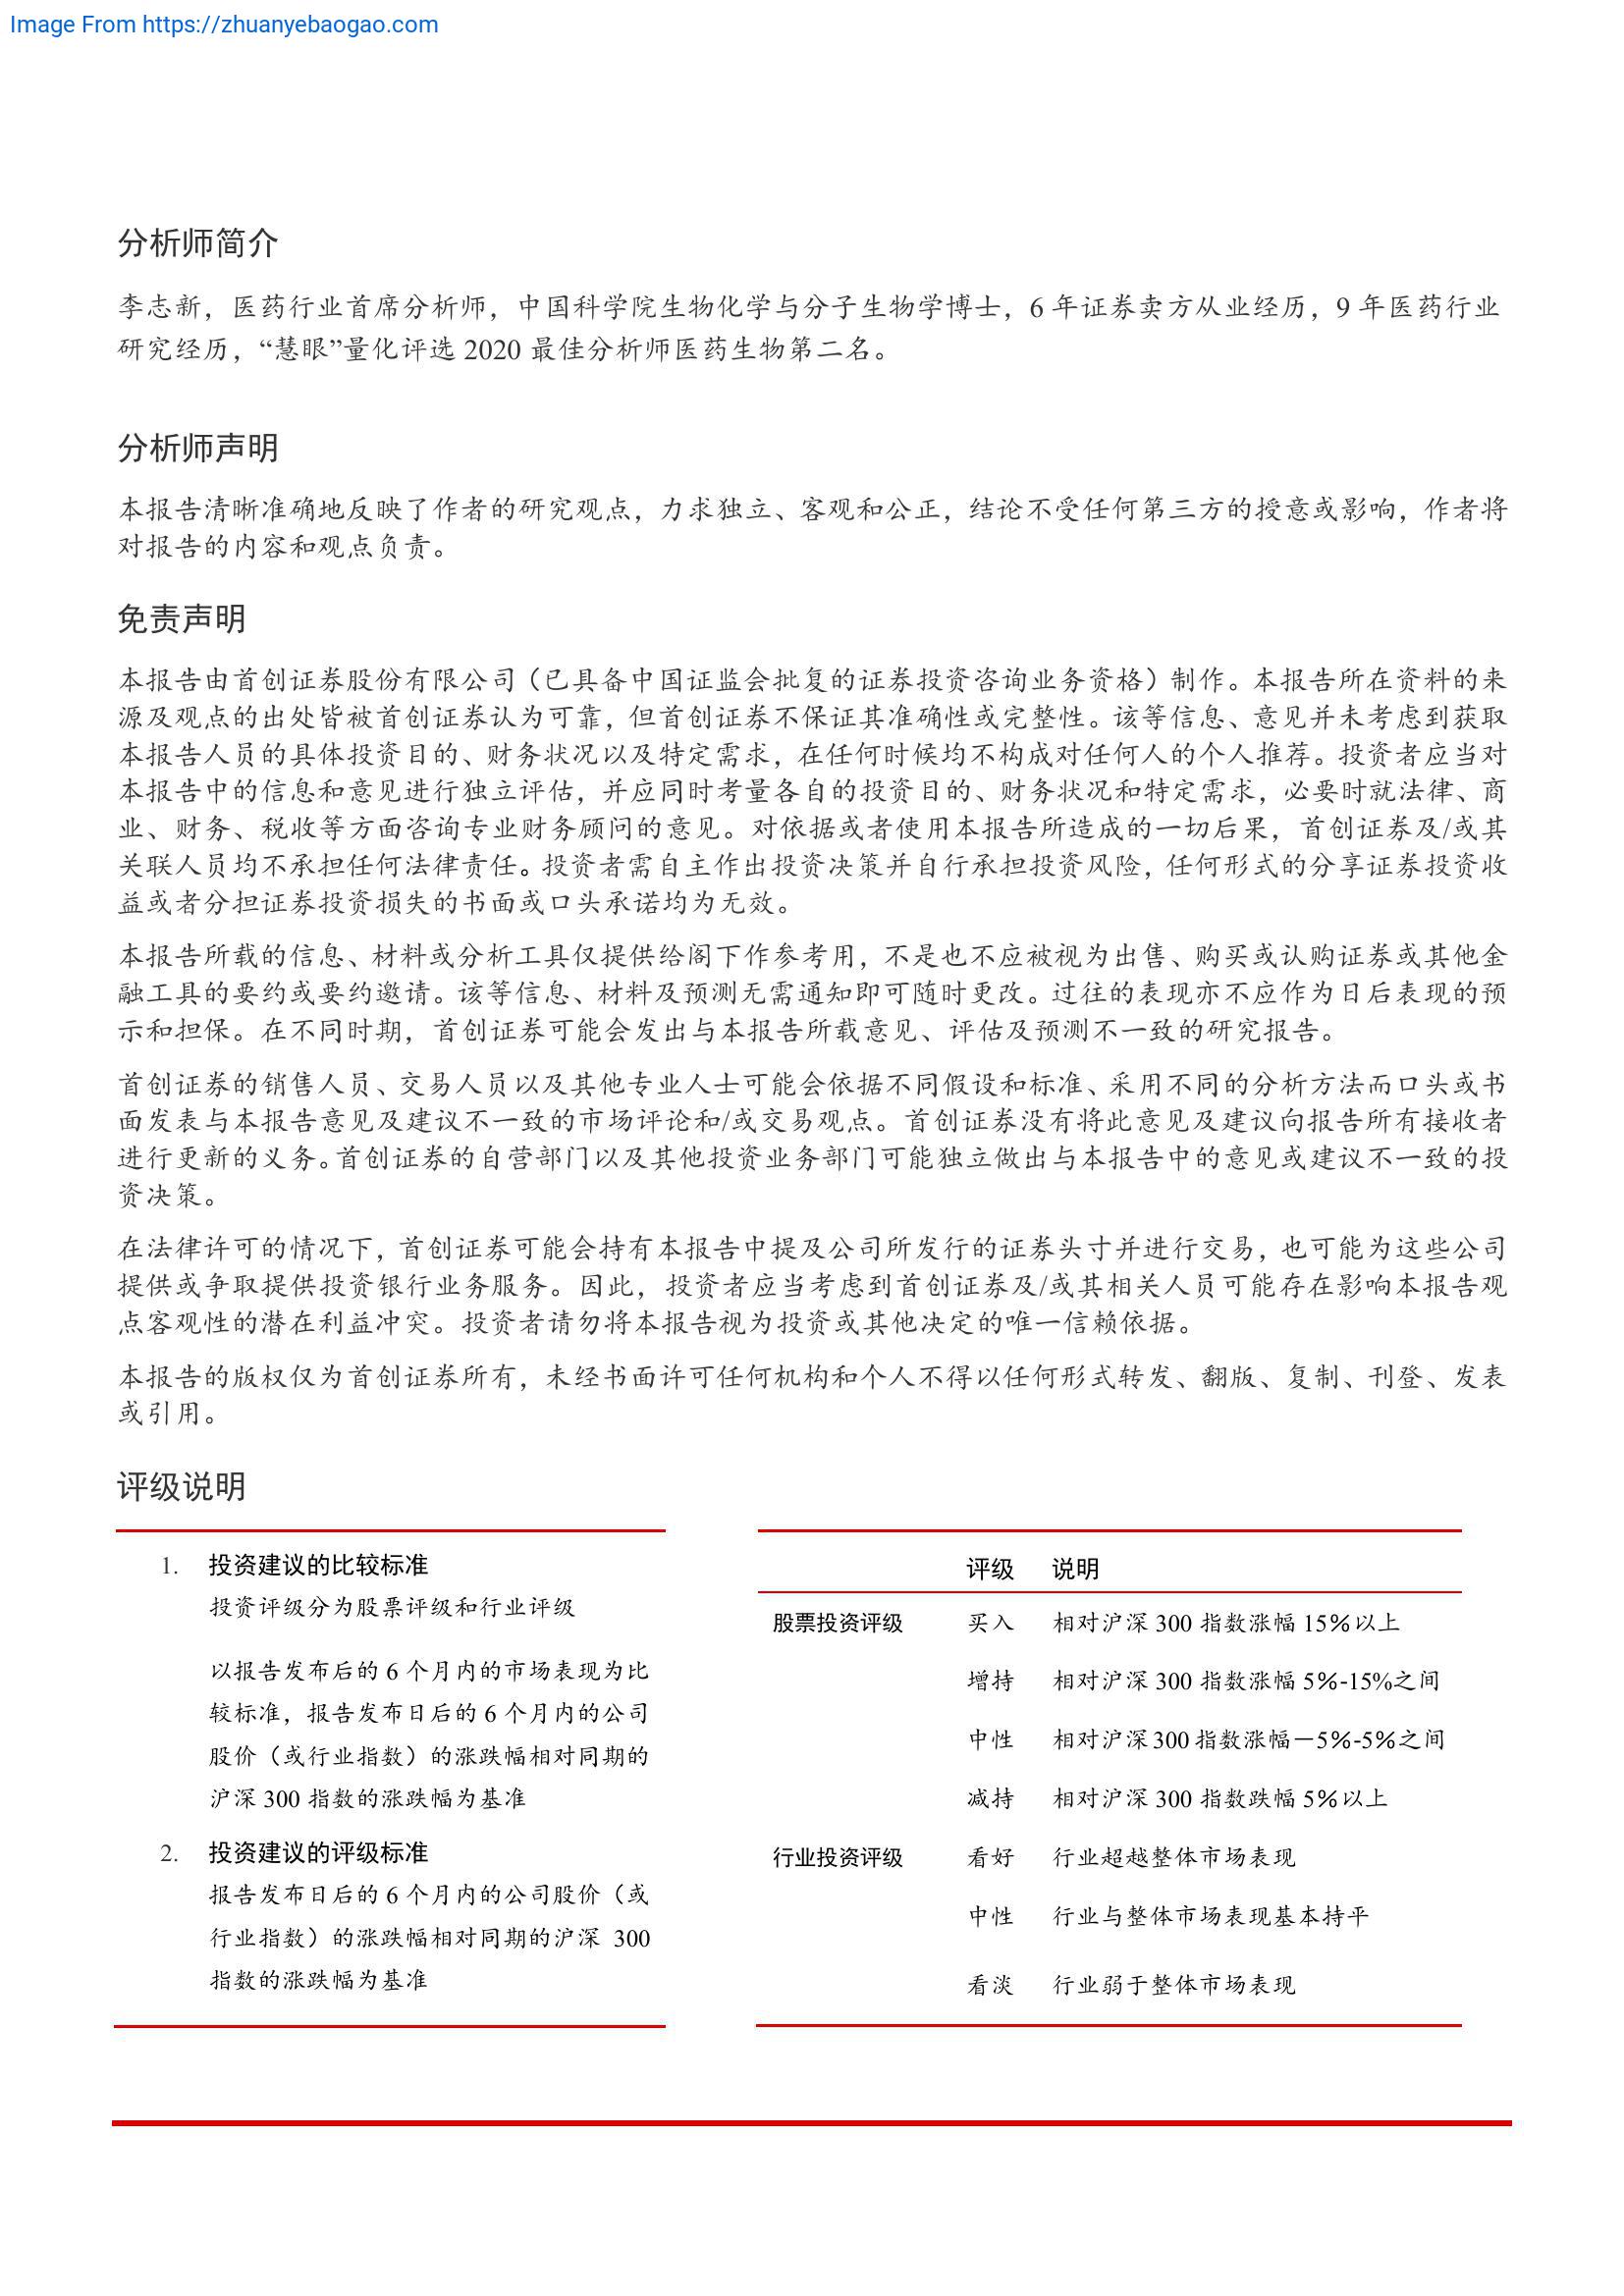 Image From https://zhuanyebaogao.com
分析师简介
李志新，医药行业首席分析师，中国科学院生物化学与分子生物学博士，6 年证券卖方从业经历，9 年医药行业
研究经历，“慧眼”量化评选 2020 最佳分析师医药生物第二名。
分析师声明
本报告清晰准确地反映了作者的研究观点，力求独立、客观和公正，结论不受任何第三方的授意或影响，作者将
对报告的内容和观点负责。
免责声明
本报告由首创证券股份有限公司（已具备中国证监会批复的证券投资咨询业务资格）制作。本报告所在资料的来
源及观点的出处皆被首创证券认为可靠，但首创证券不保证其准确性或完整性。该等信息、意见并未考虑到获取
本报告人员的具体投资目的、财务状况以及特定需求，在任何时候均不构成对任何人的个人推荐。投资者应当对
本报告中的信息和意见进行独立评估，并应同时考量各自的投资目的、财务状况和特定需求，必要时就法律、商
业、财务、税收等方面咨询专业财务顾问的意见。对依据或者使用本报告所造成的一切后果，首创证券及/或其
关联人员均不承担任何法律责任。投资者需自主作出投资决策并自行承担投资风险，任何形式的分享证券投资收
益或者分担证券投资损失的书面或口头承诺均为无效。
本报告所载的信息、材料或分析工具仅提供给阁下作参考用，不是也不应被视为出售、购买或认购证券或其他金
融工具的要约或要约邀请。该等信息、材料及预测无需通知即可随时更改。过往的表现亦不应作为日后表现的预
示和担保。在不同时期，首创证券可能会发出与本报告所载意见、评估及预测不一致的研究报告。
首创证券的销售人员、交易人员以及其他专业人士可能会依据不同假设和标准、采用不同的分析方法而口头或书
面发表与本报告意见及建议不一致的市场评论和/或交易观点。首创证券没有将此意见及建议向报告所有接收者
进行更新的义务。首创证券的自营部门以及其他投资业务部门可能独立做出与本报告中的意见或建议不一致的投
资决策。
在法律许可的情况下，首创证券可能会持有本报告中提及公司所发行的证券头寸并进行交易，也可能为这些公司
提供或争取提供投资银行业务服务。因此，投资者应当考虑到首创证券及/或其相关人员可能存在影响本报告观
点客观性的潜在利益冲突。投资者请勿将本报告视为投资或其他决定的唯一信赖依据。
本报告的版权仅为首创证券所有，未经书面许可任何机构和个人不得以任何形式转发、翻版、复制、刊登、发表
或引用。
评级说明
1. 投资建议的比较标准
投资评级分为股票评级和行业评级
以报告发布后的 6 个月内的市场表现为比
较标准，报告发布日后的 6 个月内的公司
股价（或行业指数）的涨跌幅相对同期的
沪深 300 指数的涨跌幅为基准
2. 投资建议的评级标准
报告发布日后的 6 个月内的公司股价（或
行业指数）的涨跌幅相对同期的沪深 300
指数的涨跌幅为基准
评级 说明
股票投资评级 买入 相对沪深 300 指数涨幅 15％以上
增持 相对沪深 300 指数涨幅 5％-15％之间
中性 相对沪深 300 指数涨幅－5％-5％之间
减持 相对沪深 300 指数跌幅 5％以上
行业投资评级 看好 行业超越整体市场表现
中性 行业与整体市场表现基本持平
看淡 行业弱于整体市场表现